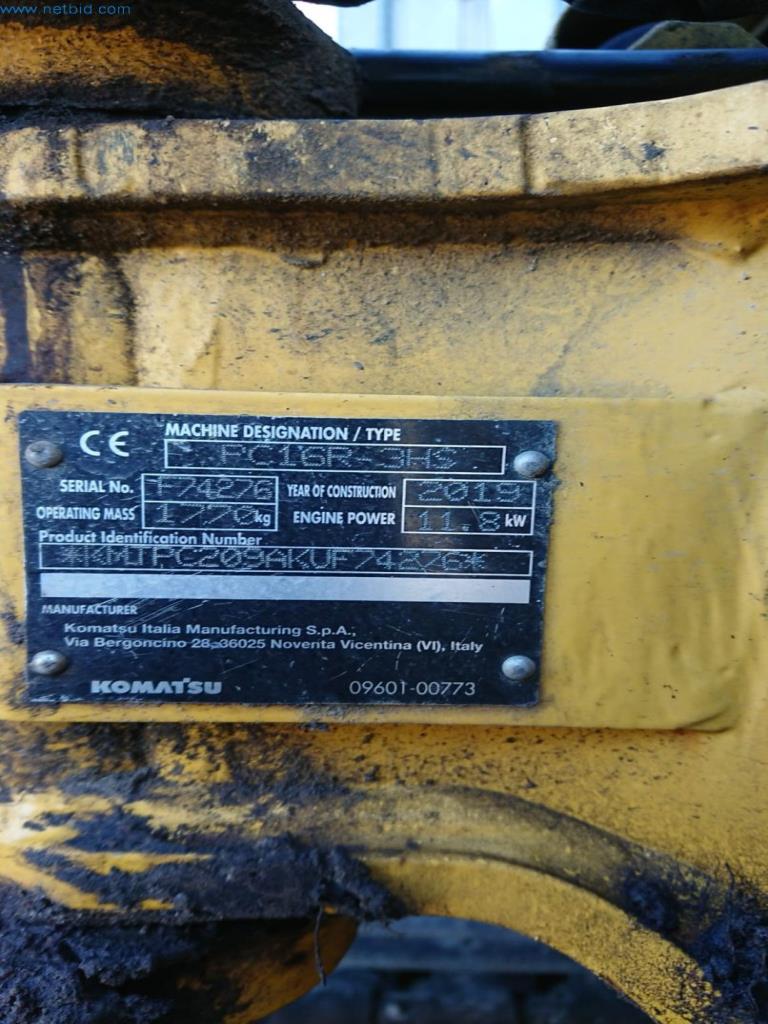 www.netbid.com
CE
MACHINE DESIGNATION / TYPE
PC16R-3HS
SERIAL No. F74276 YEAR OF CONSTRUCTION 2019
OPERATING MASS 1770 kg ENGINE POWER 11.8 kW
Product Identification Number
*KMTPC209AKUF74276*
MANUFACTURER
Komatsu Italia Manufacturing S.p.A.,
Via Bergoncino 28-36025 Noventa Vicentina (VI), Italy
KOMATSU 09601-00773